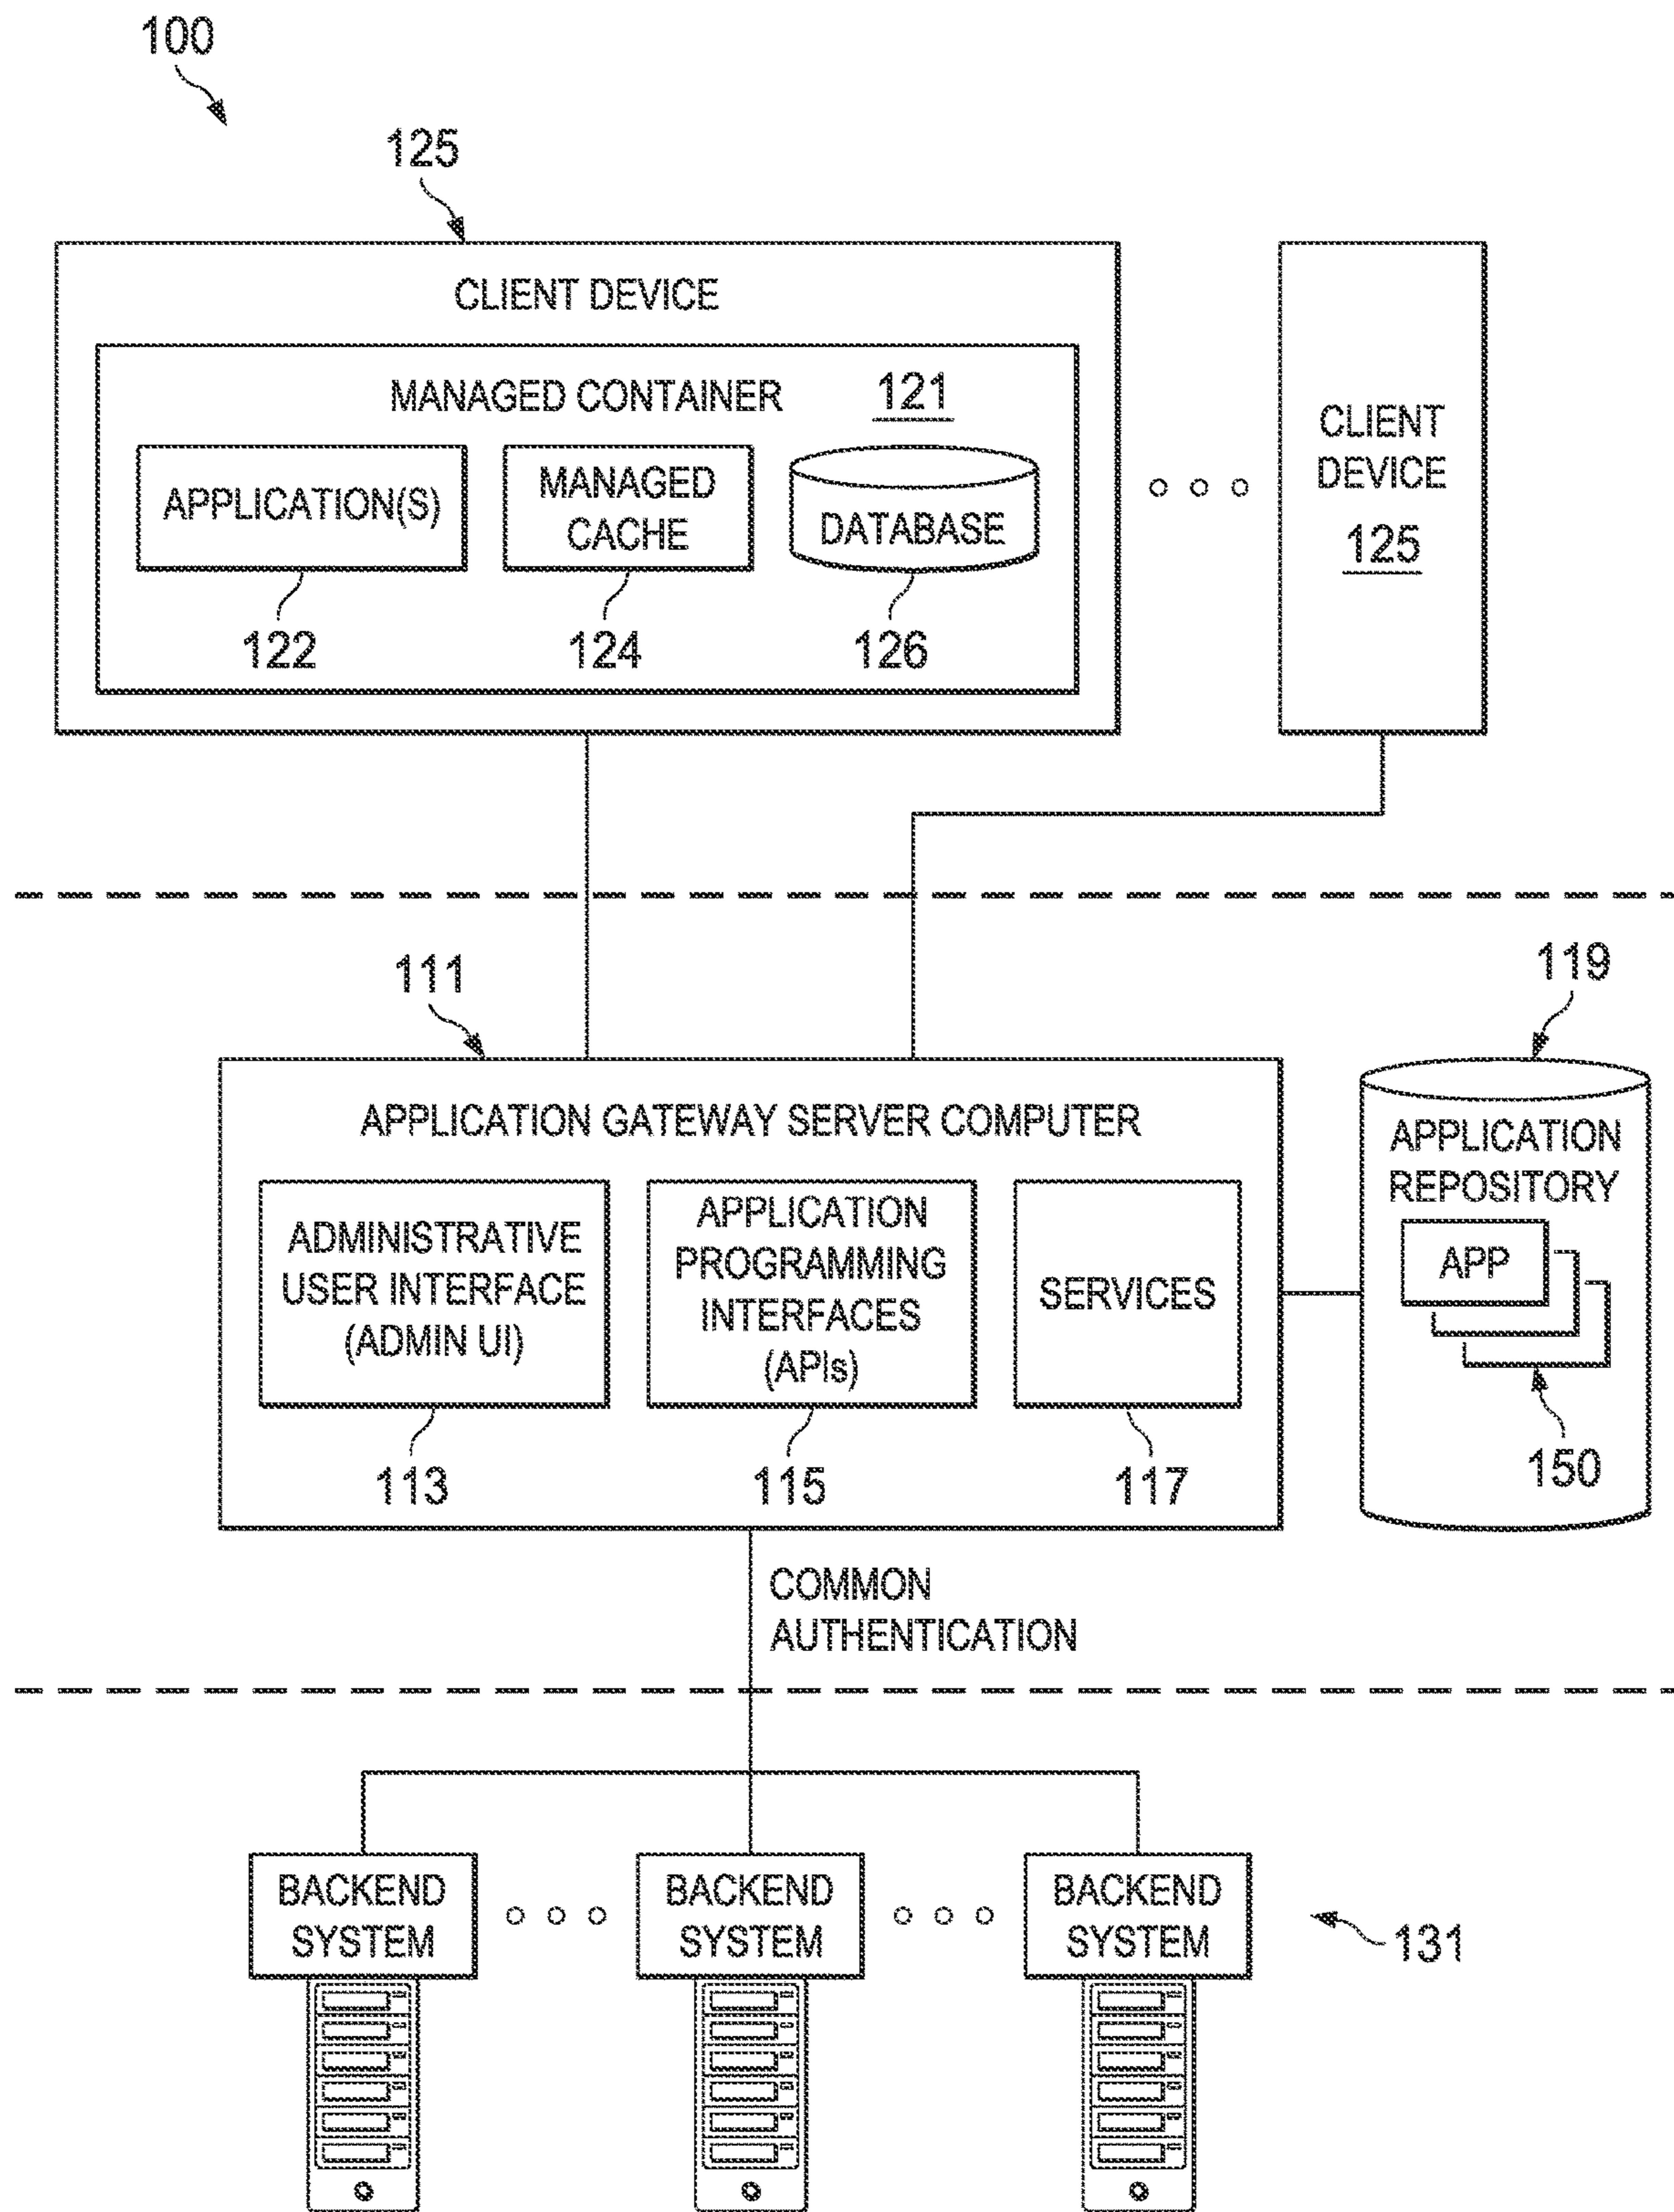 100
125
CLIENT DEVICE
MANAGED CONTAINER
121
APPLICATION(S)
MANAGED
CACHE
DATABASE
122
124
126
CLIENT
DEVICE
125
111
119
APPLICATION GATEWAY SERVER COMPUTER
ADMINISTRATIVE
USER INTERFACE
(ADMIN UI)
APPLICATION
PROGRAMMING
INTERFACES
(APIs)
SERVICES
113
115
117
APPLICATION
REPOSITORY
APP
150
COMMON
AUTHENTICATION
BACKEND
SYSTEM
BACKEND
SYSTEM
BACKEND
SYSTEM
131